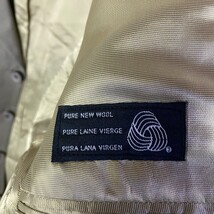 PURE NEW WOOL
PURE LAINE VIERGE
PURA LANA VIRGEN